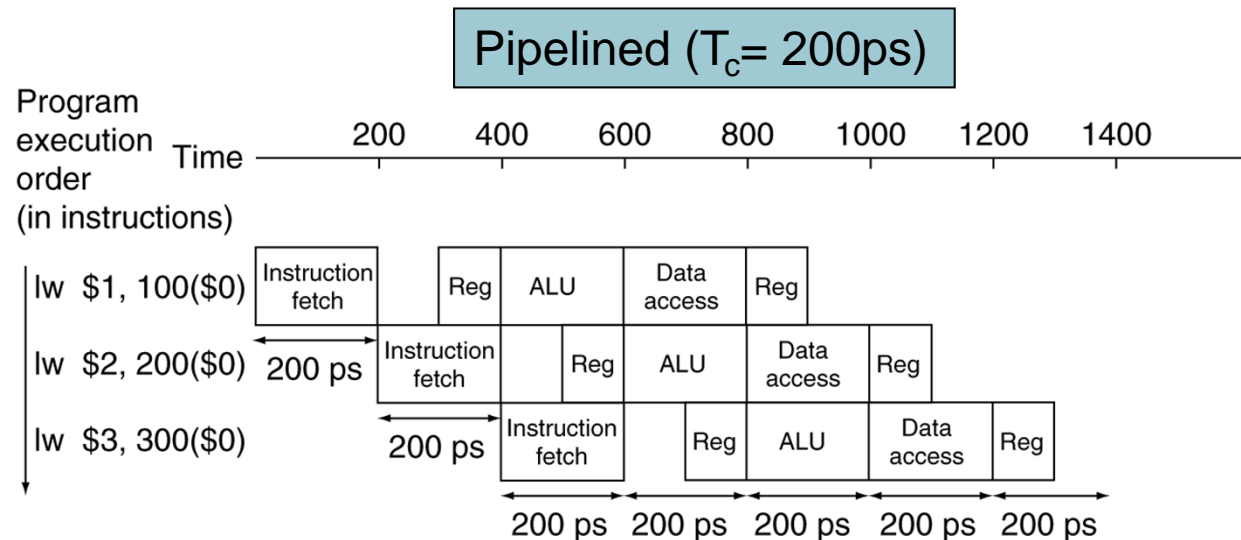 Pipelined (Tc= 200ps)
Program
execution
order
(in instructions)
Time
200 400 600 800 1000 1200 1400
lw $1, 100($0)
Instruction
fetch
Reg
ALU
Data
access
Reg
200 ps
lw $2, 200($0)
Instruction
fetch
Reg
ALU
Data
access
Reg
200 ps
lw $3, 300($0)
Instruction
fetch
Reg
ALU
Data
access
Reg
200 ps 200 ps 200 ps 200 ps 200 ps